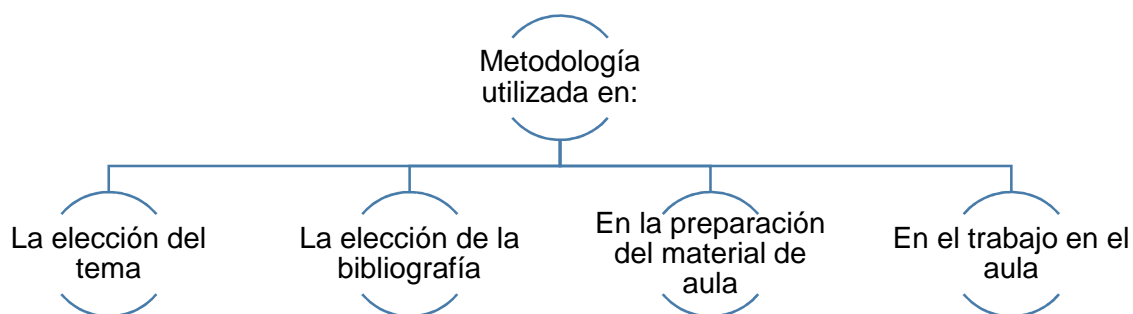 Metodología
utilizada en:
La elección del
tema
La elección de la
bibliografía
En la preparación
del material de
aula
En el trabajo en el
aula